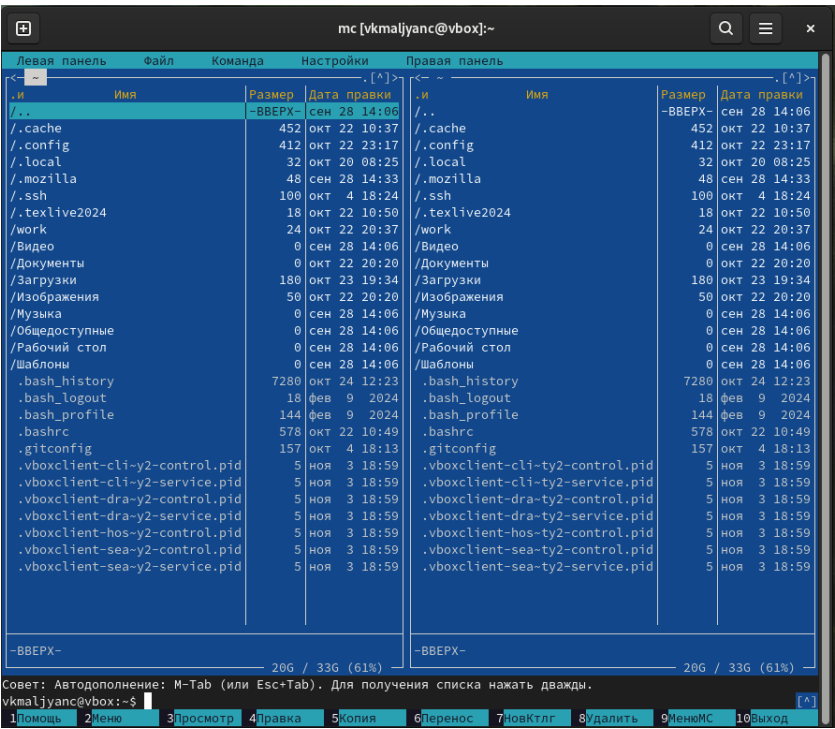 mc [vkmaljyanc@vbox]:~
Левая панель Файл Команда Настройки Правая панель
<— ~ .[^]> <— ~ .[^]>
.и Имя Размер Дата правки .и Имя Размер Дата правки
/.. -ВВЕРХ- сен 28 14:06 /.. -ВВЕРХ- сен 28 14:06
/.cache 452 окт 22 10:37 /.cache 452 окт 22 10:37
/.config 412 окт 22 23:17 /.config 412 окт 22 23:17
/.local 32 окт 20 08:25 /.local 32 окт 20 08:25
/.mozilla 48 сен 28 14:33 /.mozilla 48 сен 28 14:33
/.ssh 100 окт 4 18:24 /.ssh 100 окт 4 18:24
/.texlive2024 18 окт 22 10:50 /.texlive2024 18 окт 22 10:50
/work 24 окт 22 20:37 /work 24 окт 22 20:37
/Видео 0 сен 28 14:06 /Видео 0 сен 28 14:06
/Документы 0 окт 22 20:20 /Документы 0 окт 22 20:20
/Загрузки 180 окт 23 19:34 /Загрузки 180 окт 23 19:34
/Изображения 50 окт 22 20:20 /Изображения 50 окт 22 20:20
/Музыка 0 сен 28 14:06 /Музыка 0 сен 28 14:06
/Общедоступные 0 сен 28 14:06 /Общедоступные 0 сен 28 14:06
/Рабочий стол 0 сен 28 14:06 /Рабочий стол 0 сен 28 14:06
/Шаблоны 0 сен 28 14:06 /Шаблоны 0 сен 28 14:06
.bash_history 7280 окт 24 12:23 .bash_history 7280 окт 24 12:23
.bash_logout 18 фев 9 2024 .bash_logout 18 фев 9 2024
.bash_profile 144 фев 9 2024 .bash_profile 144 фев 9 2024
.bashrc 578 окт 22 10:49 .bashrc 578 окт 22 10:49
.gitconfig 157 окт 4 18:13 .gitconfig 157 окт 4 18:13
.vboxclient-cli~y2-control.pid 5 ноя 3 18:59 .vboxclient-cli~ty2-control.pid 5 ноя 3 18:59
.vboxclient-cli~y2-service.pid 5 ноя 3 18:59 .vboxclient-cli~ty2-service.pid 5 ноя 3 18:59
.vboxclient-dra~y2-control.pid 5 ноя 3 18:59 .vboxclient-dra~ty2-control.pid 5 ноя 3 18:59
.vboxclient-dra~y2-service.pid 5 ноя 3 18:59 .vboxclient-dra~ty2-service.pid 5 ноя 3 18:59
.vboxclient-hos~y2-control.pid 5 ноя 3 18:59 .vboxclient-hos~ty2-control.pid 5 ноя 3 18:59
.vboxclient-sea~y2-control.pid 5 ноя 3 18:59 .vboxclient-sea~ty2-control.pid 5 ноя 3 18:59
.vboxclient-sea~y2-service.pid 5 ноя 3 18:59 .vboxclient-sea~ty2-service.pid 5 ноя 3 18:59
-ВВЕРХ- -ВВЕРХ-
20G / 33G (61%) 20G / 33G (61%)
Совет: Автодополнение: M-Tab (или Esc+Tab). Для получения списка нажать дважды.
vkmaljyanc@vbox:~$ [^]
1Помощь 2Меню 3Просмотр 4Правка 5Копия 6Перенос 7НовКтлг 8Удалить 9МенюМС 10Выход